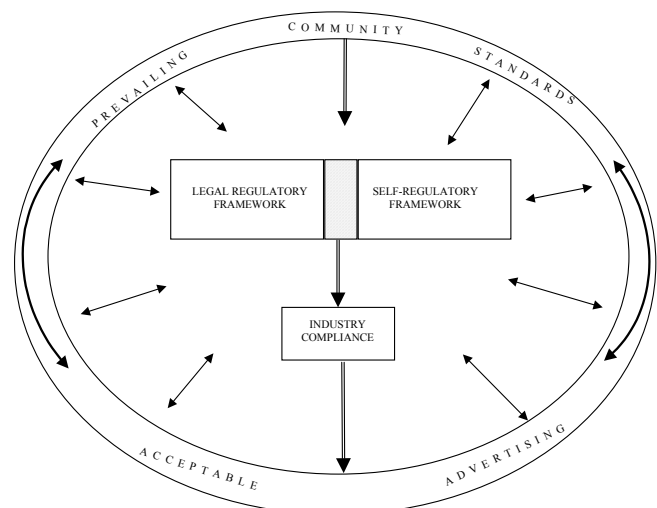 PREVAILING COMMUNITY STANDARDS
LEGAL REGULATORY
FRAMEWORK
SELF-REGULATORY
FRAMEWORK
INDUSTRY
COMPLIANCE
ACCEPTABLE ADVERTISING